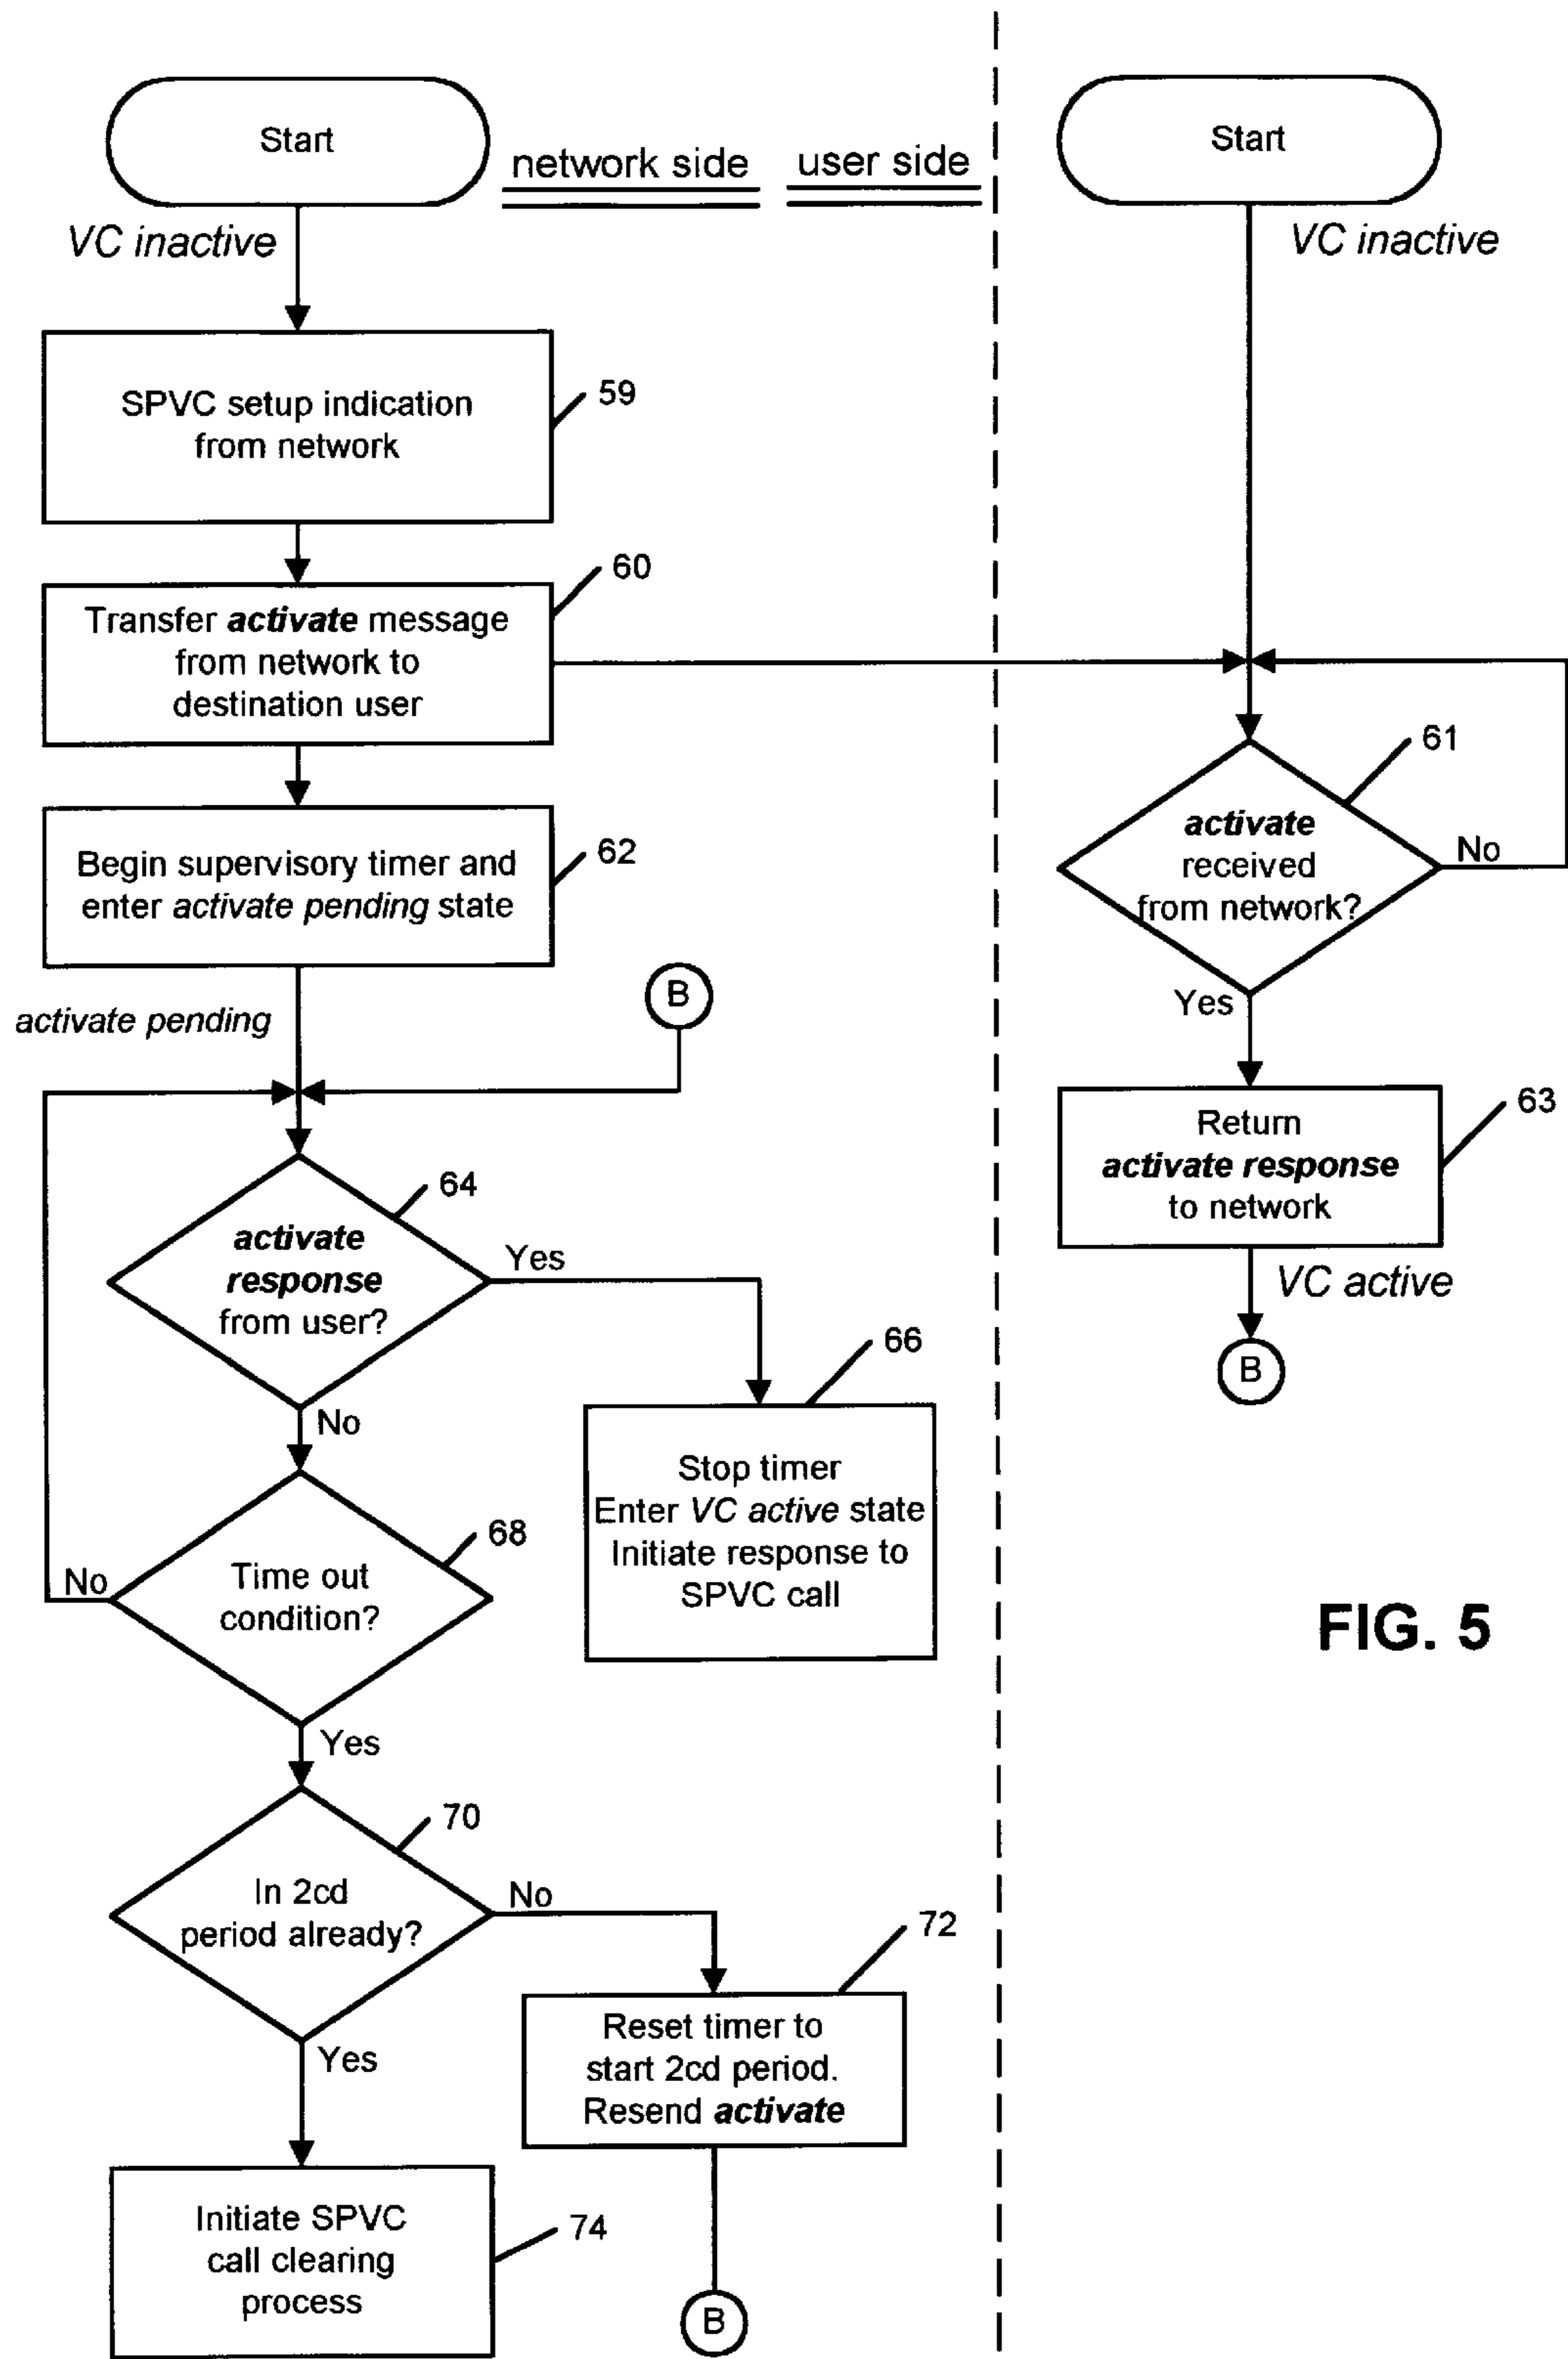 Start
network side
user side
VC inactive
SPVC setup indication
from network
59
Transfer activate message
from network to
destination user
60
Begin supervisory timer and
enter activate pending state
62
activate pending
B
activate
response
from user?
64
Yes
No
66
Stop timer
Enter VC active state
Initiate response to
SPVC call
Time out
condition?
68
No
Yes
In 2cd
period already?
70
No
Yes
72
Reset timer to
start 2cd period.
Resend activate
B
Initiate SPVC
call clearing
process
74
Start
VC inactive
activate
received
from network?
61
No
Yes
Return
activate response
to network
63
VC active
B
FIG. 5